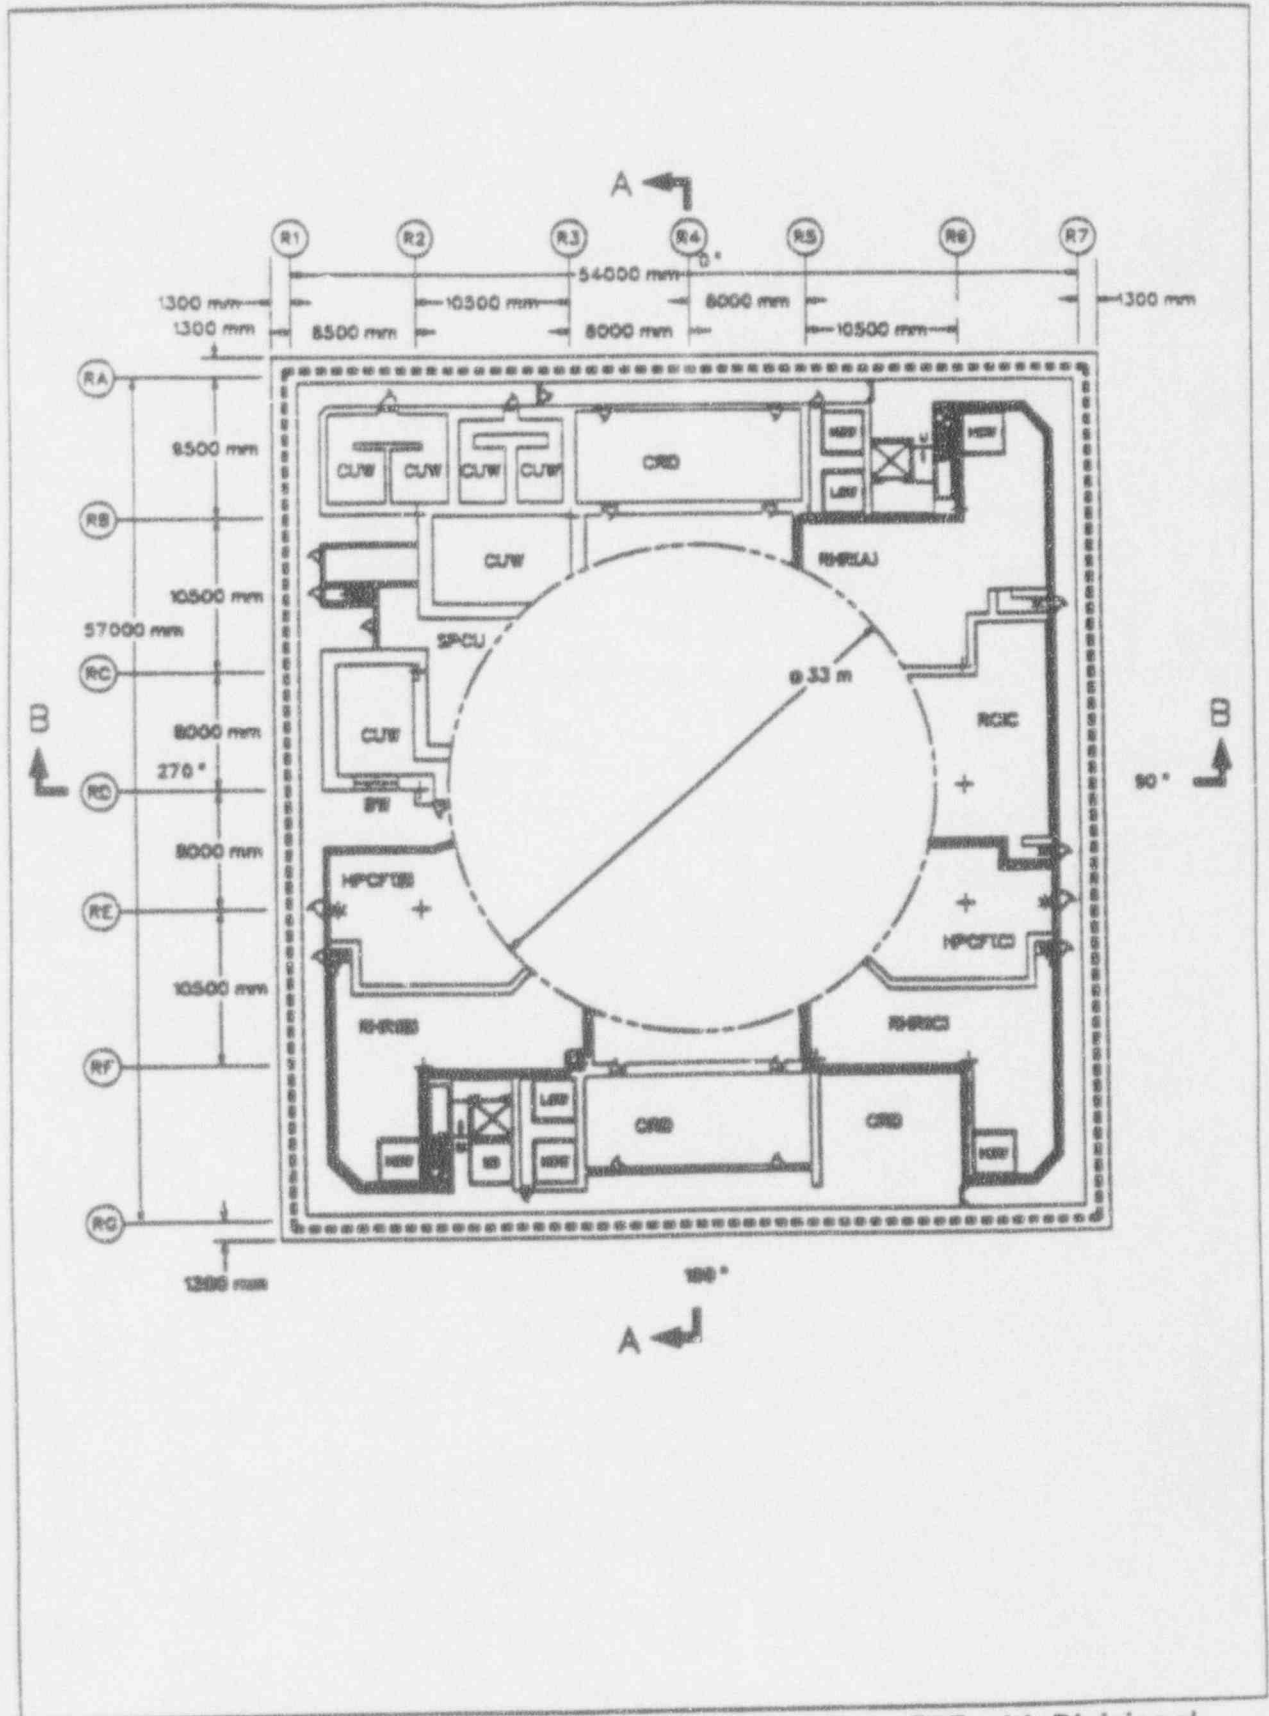 A
R1 R2 R3 R4 R5 R6 R7
0°
54000 mm
1300 mm 10500 mm 8000 mm 1300 mm
1300 mm 8500 mm 8000 mm 10500 mm
RA
8500 mm
CUW CUW CUW CUW CRD
RB
CUW RHR(A)
10500 mm
57000 mm
SPCU
RC
ø 33 m
B B
8000 mm CUW RCIC
270° 90°
RD
8000 mm
HPCF(B)
RE
HPCF(C)
10500 mm
RHR(B) RHR(C)
RF
LCW
CRD CRD
RG
1300 mm
180°
A
Divisional